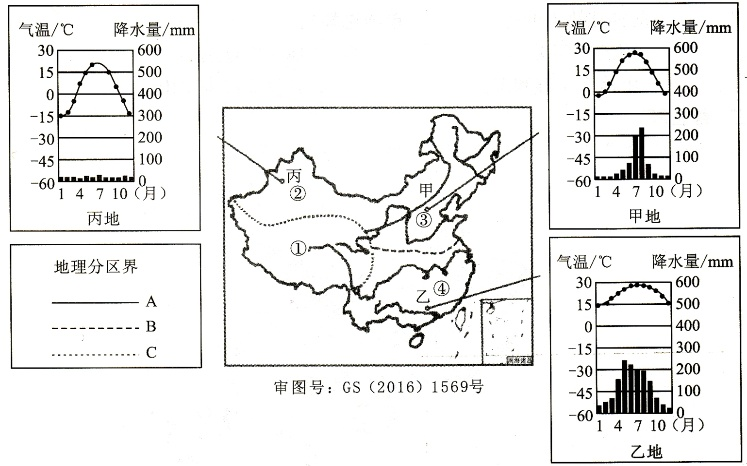 气温/℃ 降水量/mm
30 600
15 500
0 400
-15 300
-30 200
-45 100
-60 0
1 4 7 10 (月)
丙地
地理分区界
A
B
C
丙
②
甲
③
①
④
乙
南海诸岛
审图号：GS（2016）1569号
气温/℃ 降水量/mm
30 600
15 500
0 400
-15 300
-30 200
-45 100
-60 0
1 4 7 10 (月)
甲地
气温/℃ 降水量/mm
30 600
15 500
0 400
-15 300
-30 200
-45 100
-60 0
1 4 7 10 (月)
乙地